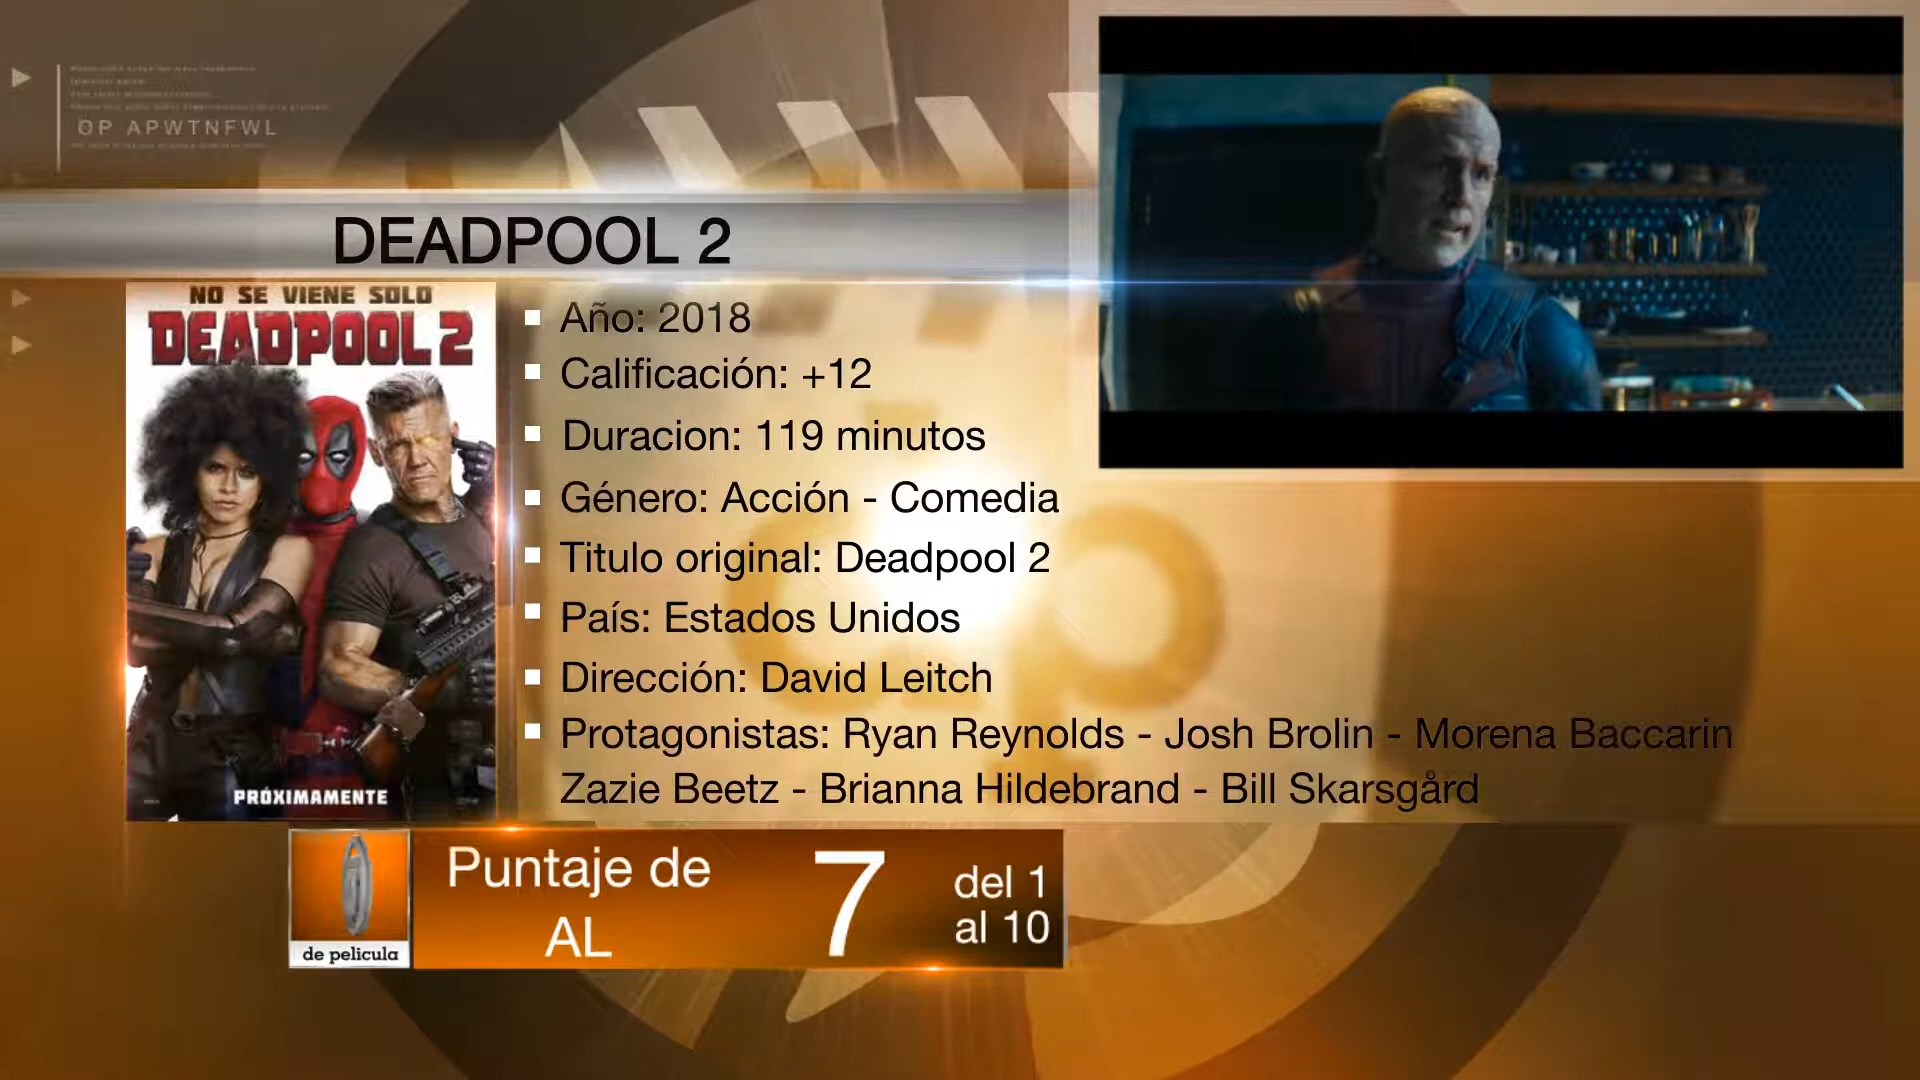 OP APWTNFWL
DEADPOOL 2
NO SE VIENE SOLO
DEADPOOL 2
PRÓXIMAMENTE
Año: 2018
Calificación: +12
Duracion: 119 minutos
Género: Acción - Comedia
Titulo original: Deadpool 2
País: Estados Unidos
Dirección: David Leitch
Protagonistas: Ryan Reynolds - Josh Brolin - Morena Baccarin
Zazie Beetz - Brianna Hildebrand - Bill Skarsgård
de pelicula
Puntaje de
AL
7
del 1
al 10